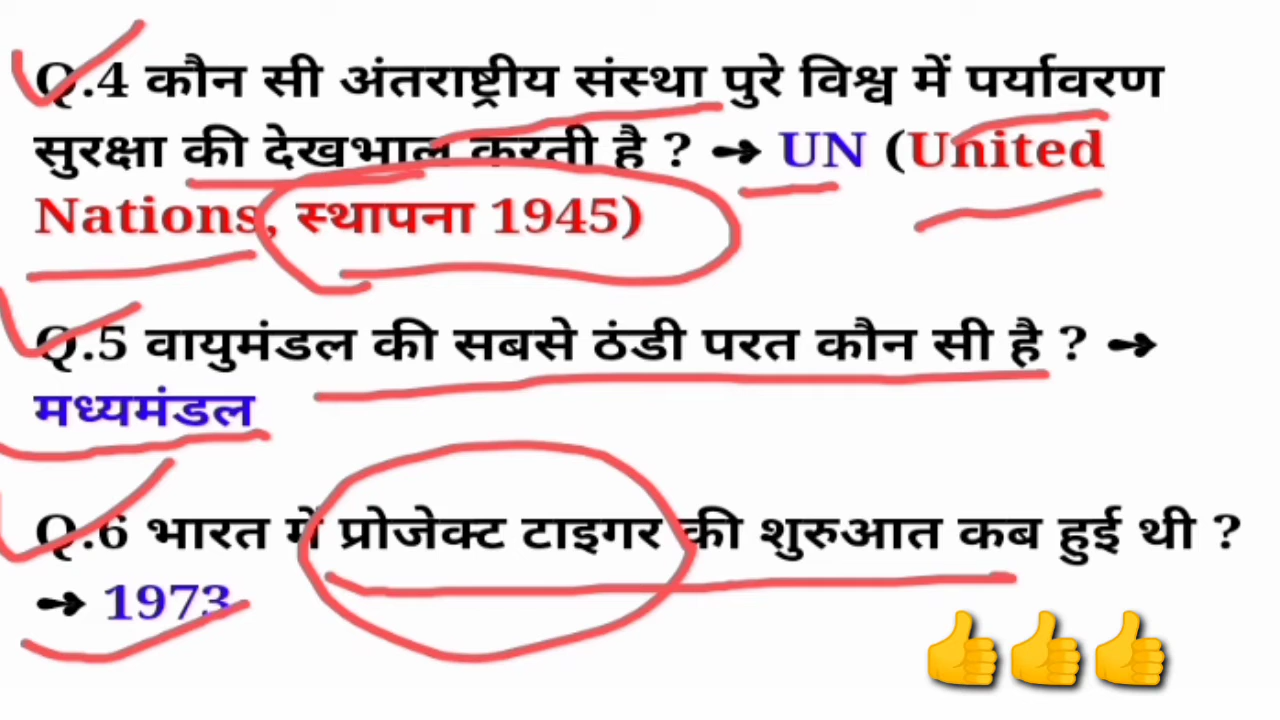 Q.4 कौन सी अंतराष्ट्रीय संस्था पुरे विश्व में पर्यावरण
सुरक्षा की देखभाल करती है ? ➙ UN (United
Nations, स्थापना 1945)
Q.5 वायुमंडल की सबसे ठंडी परत कौन सी है ? ➙
मध्यमंडल
Q.6 भारत में प्रोजेक्ट टाइगर की शुरुआत कब हुई थी ?
➙ 1973